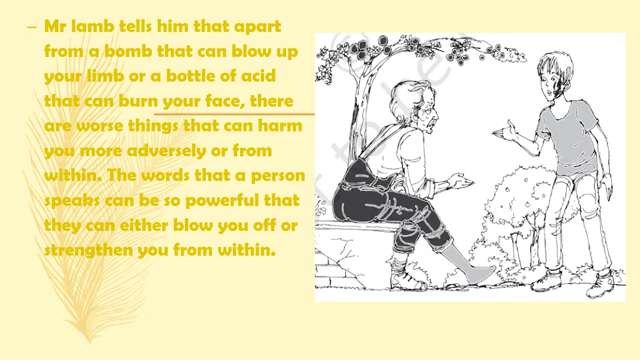 – Mr lamb tells him that apart
from a bomb that can blow up
your limb or a bottle of acid
that can burn your face, there
are worse things that can harm
you more adversely or from
within. The words that a person
speaks can be so powerful that
they can either blow you off or
strengthen you from within.